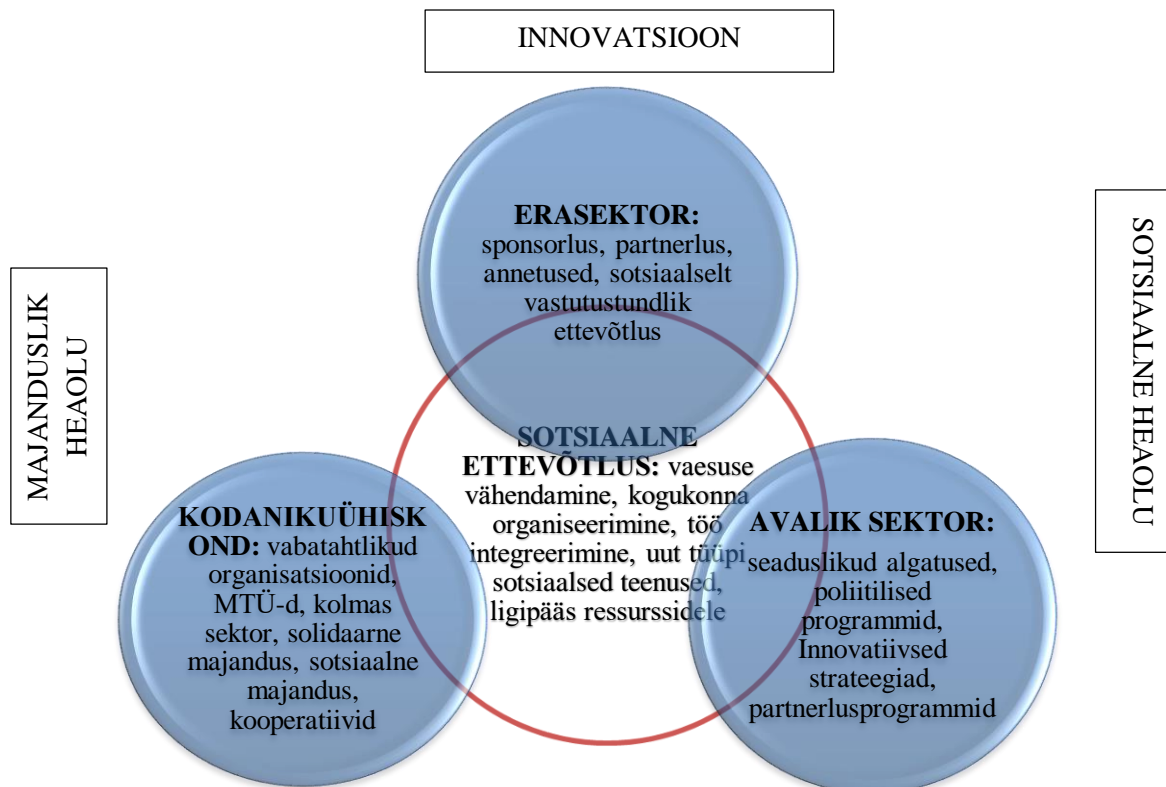 INNOVATSIOON
ERASEKTOR:
sponsorlus, partnerlus,
annetused, sotsiaalselt
vastutustundlik
ettevõtlus
MAJANDUSLIK
HEAOLU
SOTSIAALNE HEAOLU
SOTSIAALNE
ETTEVÕTLUS: vaesuse
vähendamine, kogukonna
organiseerimine, töö
integreerimine, uut tüüpi
sotsiaalsed teenused,
ligipääs ressurssidele
KODANIKUÜHISK
OND: vabatahtlikud
organisatsioonid,
MTÜ-d, kolmas
sektor, solidaarne
majandus, sotsiaalne
majandus,
kooperatiivid
AVALIK SEKTOR:
seaduslikud algatused,
poliitilised
programmid,
Innovatiivsed
strateegiad,
partnerlusprogrammid